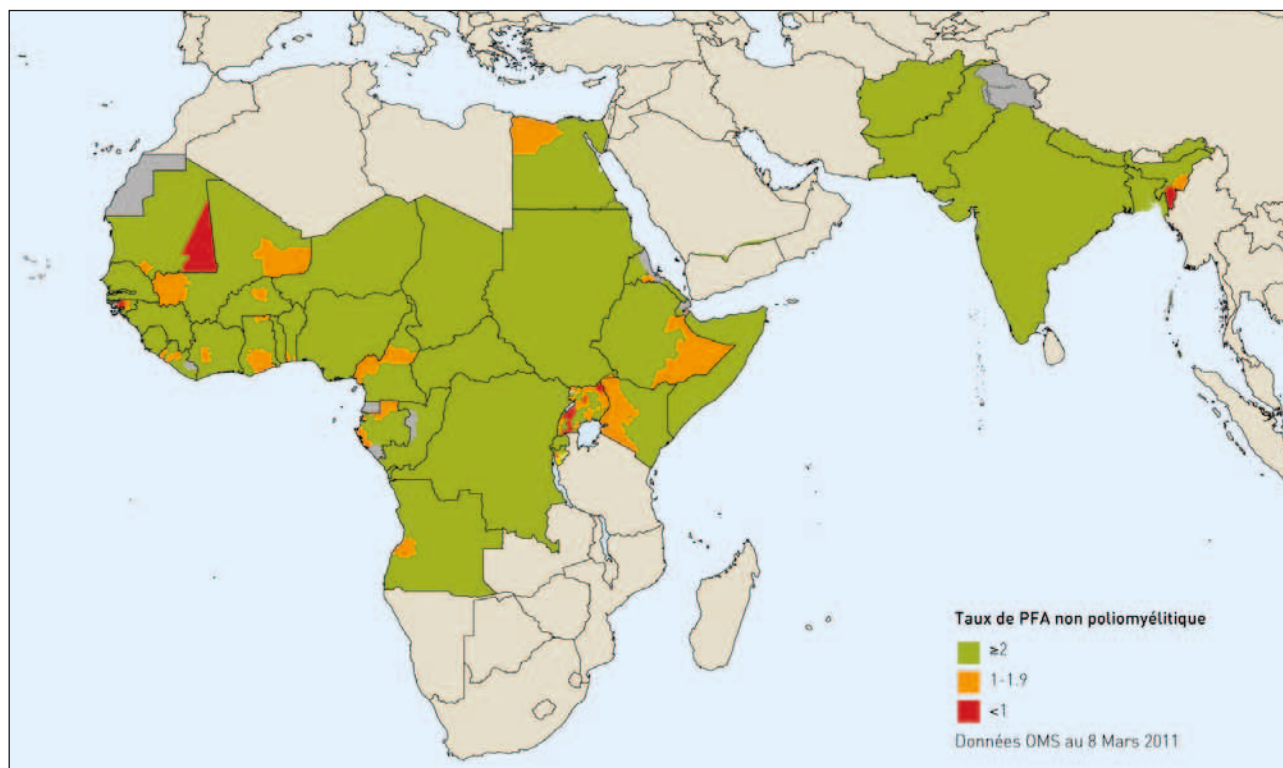 Taux de PFA non poliomyélitique
≥2
1-1.9
<1
Données OMS au 8 Mars 2011